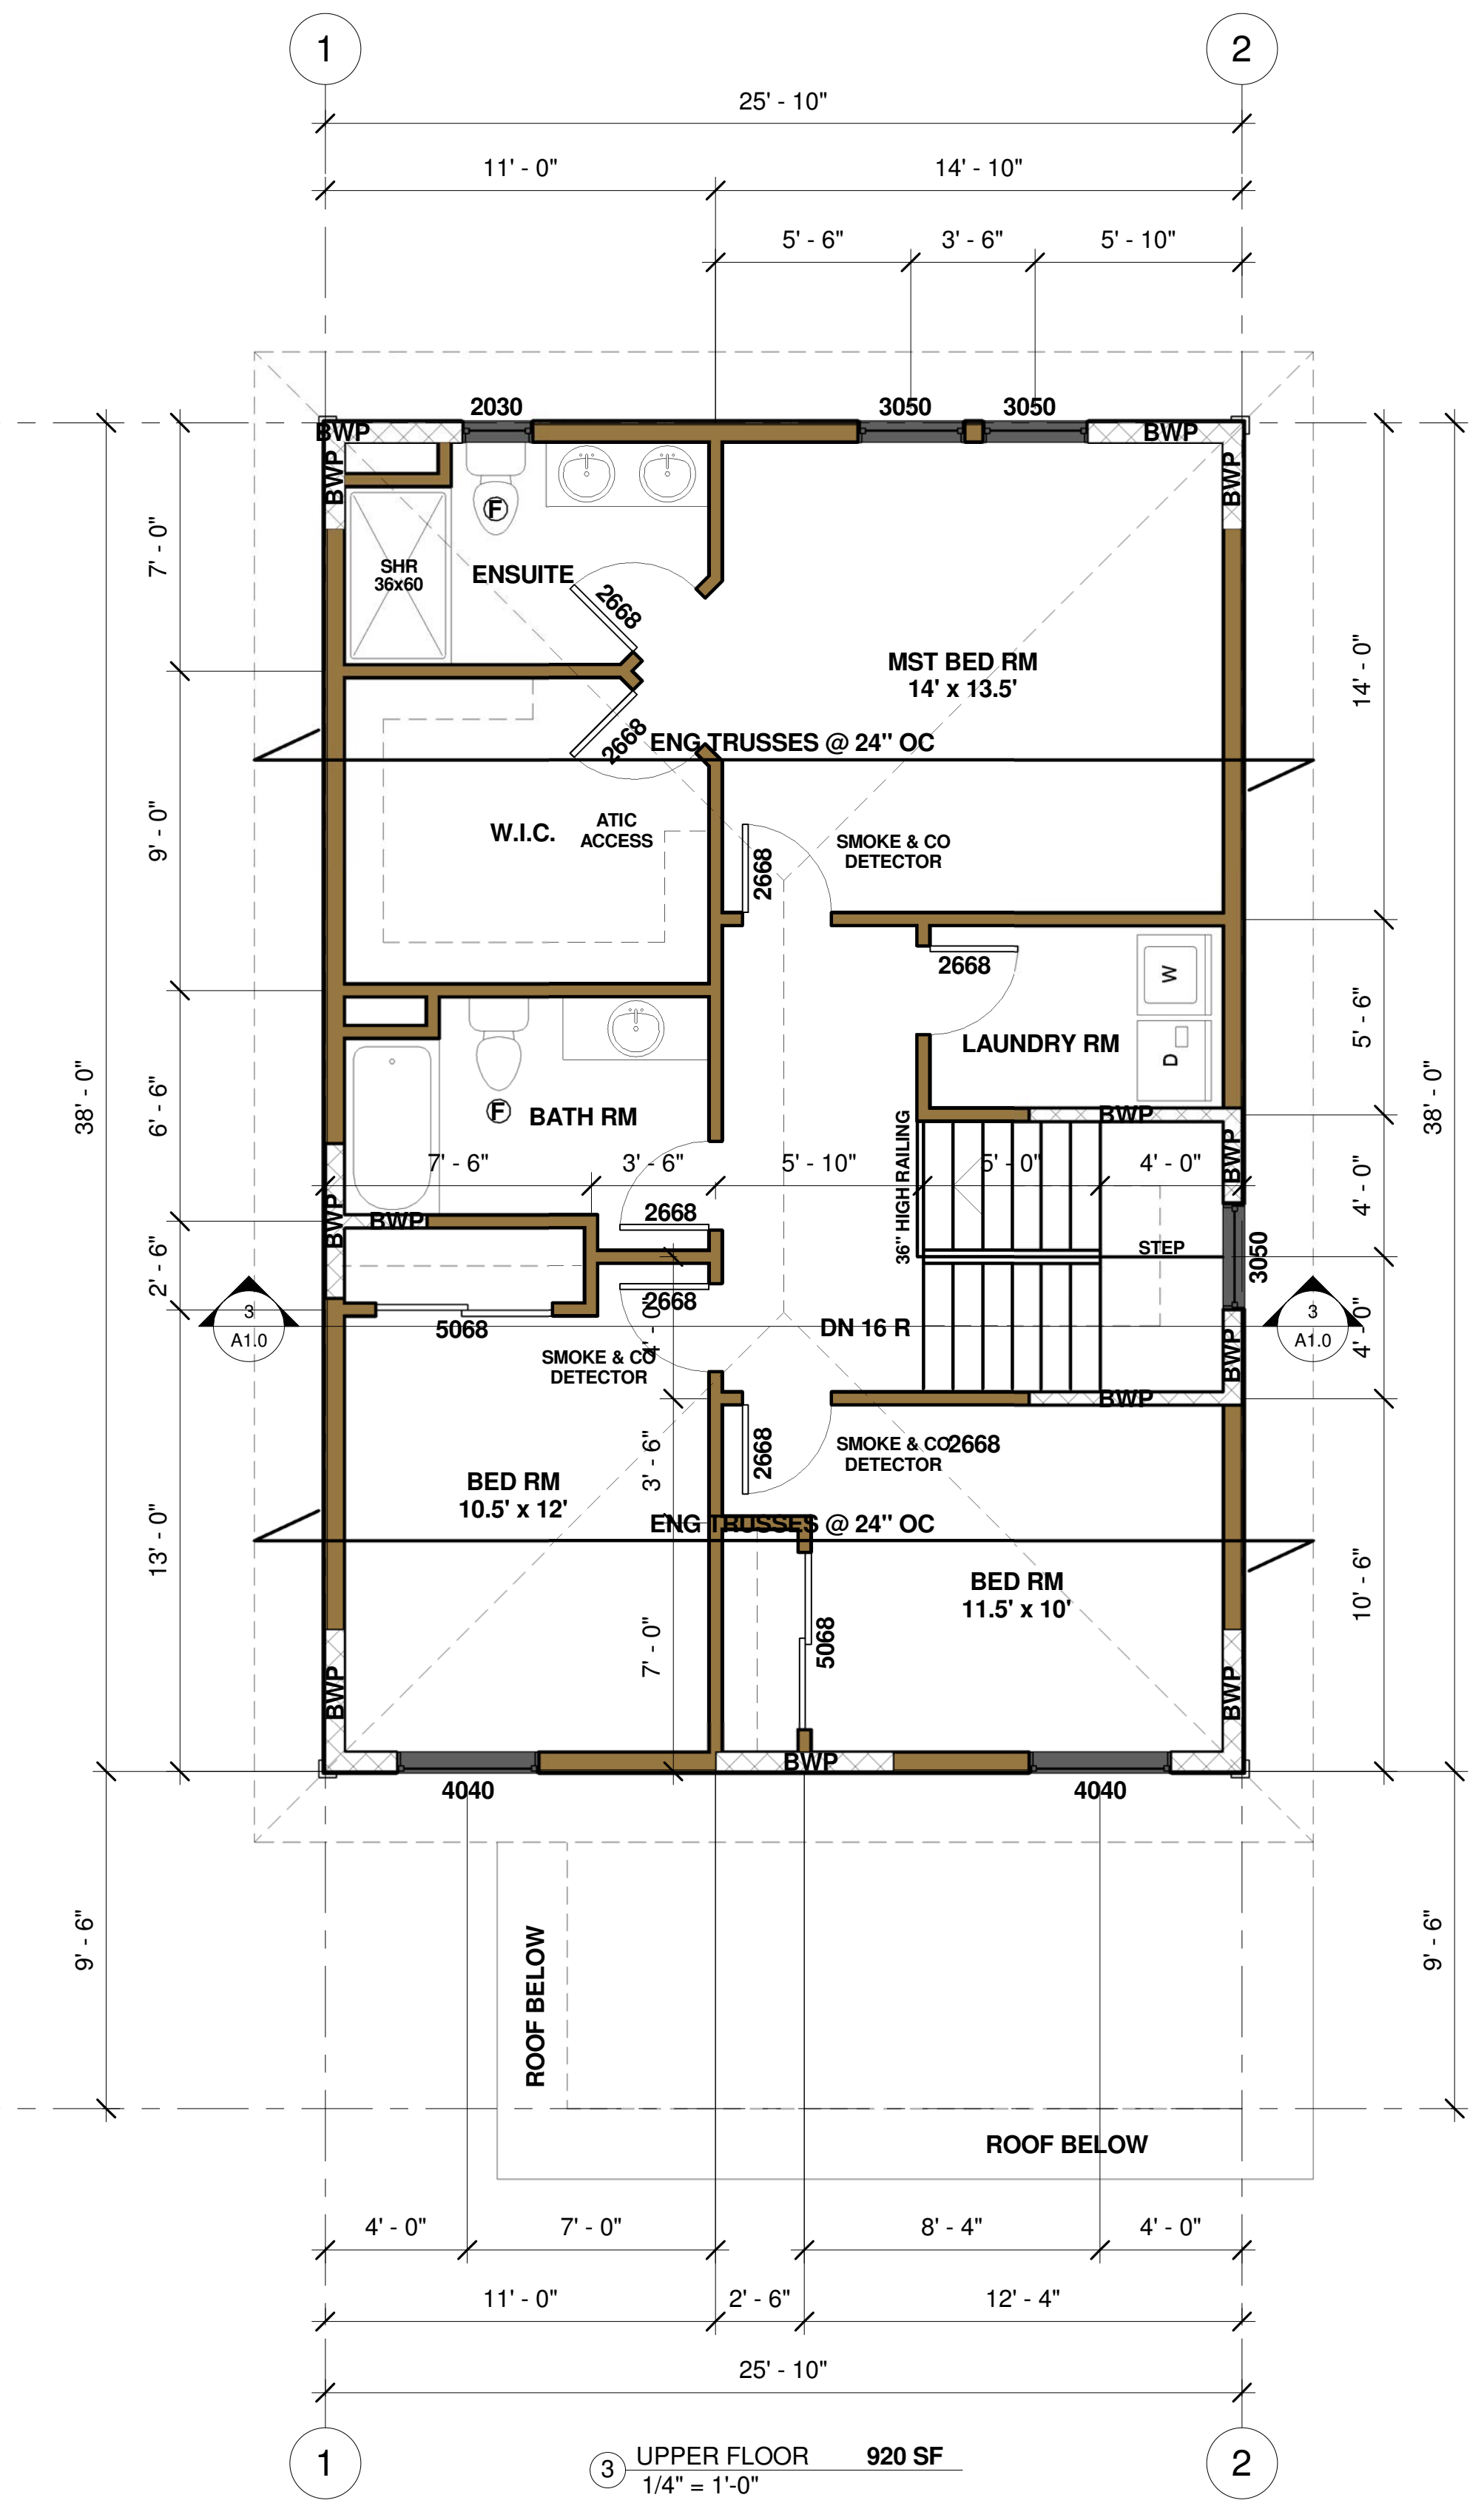 1
2
25' - 10"
11' - 0"
14' - 10"
5' - 6"
3' - 6"
5' - 10"
2030
3050
3050
BWP
BWP
BWP
BWP
7' - 0"
F
SHR
36x60
ENSUITE
2668
14' - 0"
MST BED RM
14' x 13.5'
2668
ENG TRUSSES @ 24" OC
9' - 0"
W.I.C.
ATIC
ACCESS
SMOKE & CO
DETECTOR
2668
2668
W
5' - 6"
LAUNDRY RM
D
38' - 0"
6' - 6"
38' - 0"
F
BATH RM
BWP
36" HIGH RAILING
BWP
7' - 6"
3' - 6"
5' - 10"
5' - 0"
4' - 0"
4' - 0"
BWP
BWP
2668
STEP
3050
2' - 6"
3
A1.0
2668
5068
4' - 0"
DN 16 R
BWP
3
A1.0
4' - 0"
SMOKE & CO
DETECTOR
BWP
2668
SMOKE & CO
DETECTOR
2668
3' - 6"
BED RM
10.5' x 12'
ENG TRUSSES @ 24" OC
13' - 0"
BED RM
11.5' x 10'
10' - 6"
7' - 0"
5068
BWP
BWP
BWP
4040
4040
9' - 6"
ROOF BELOW
9' - 6"
ROOF BELOW
4' - 0"
7' - 0"
8' - 4"
4' - 0"
11' - 0"
2' - 6"
12' - 4"
25' - 10"
1
2
3
UPPER FLOOR 920 SF
1/4" = 1'-0"